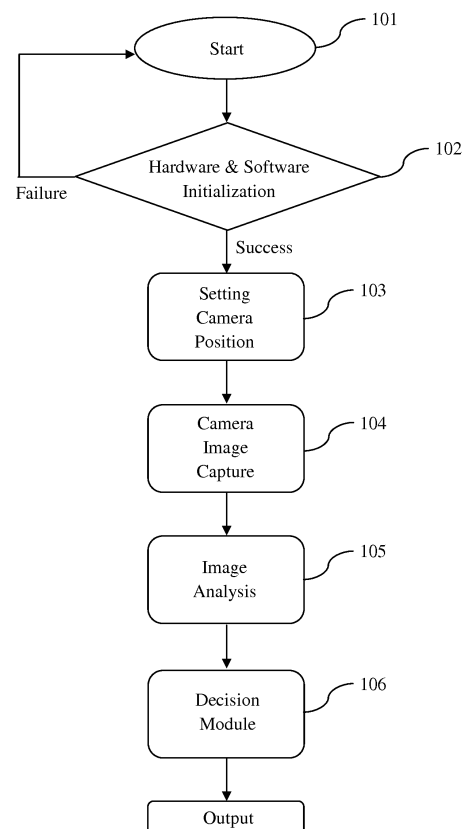 Start
101
Hardware & Software
Initialization
102
Failure
Success
Setting
Camera
Position
103
Camera
Image
Capture
104
Image
Analysis
105
Decision
Module
106
Output